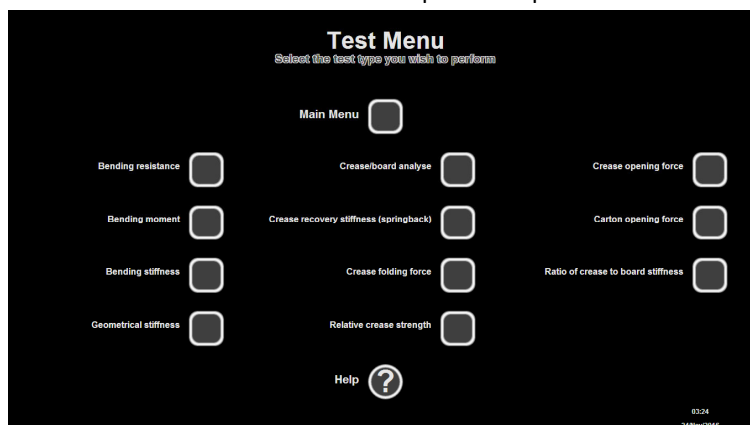 Test Menu
Select the test type you wish to perform
Main Menu
Bending resistance
Crease/board analyse
Crease opening force
Bending moment
Crease recovery stiffness (springback)
Carton opening force
Bending stiffness
Crease folding force
Ratio of crease to board stiffness
Geometrical stiffness
Relative crease strength
Help ?
03:24